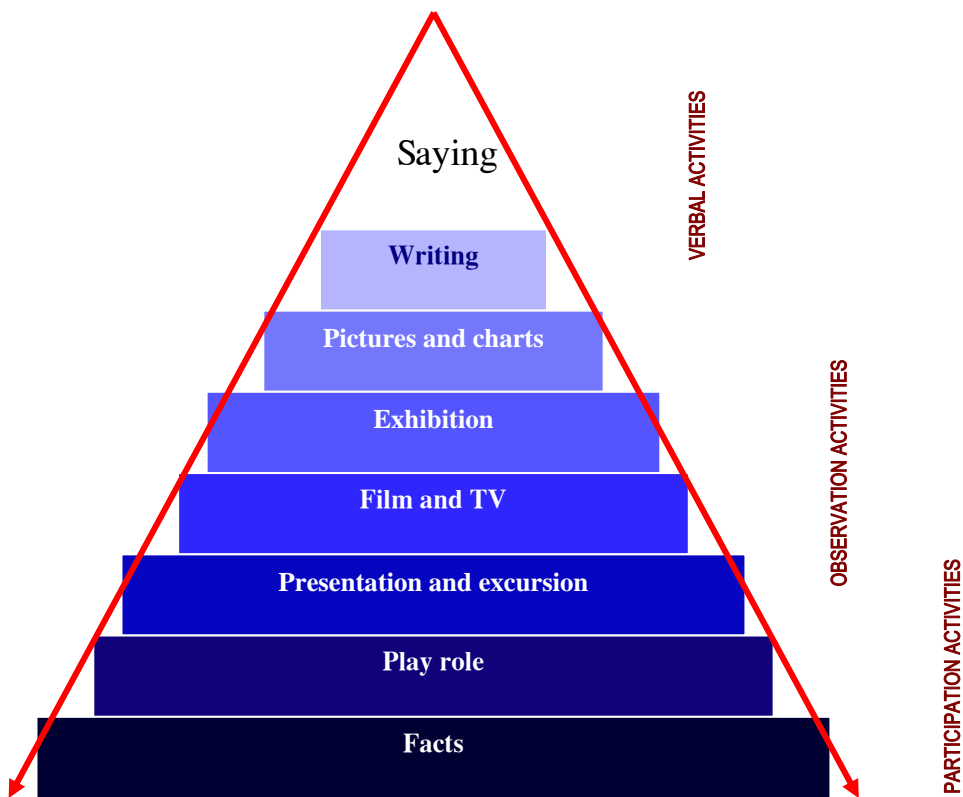 Saying
Writing
Pictures and charts
Exhibition
Film and TV
Presentation and excursion
Play role
Facts
VERBAL ACTIVITIES
OBSERVATION ACTIVITIES
PARTICIPATION ACTIVITIES